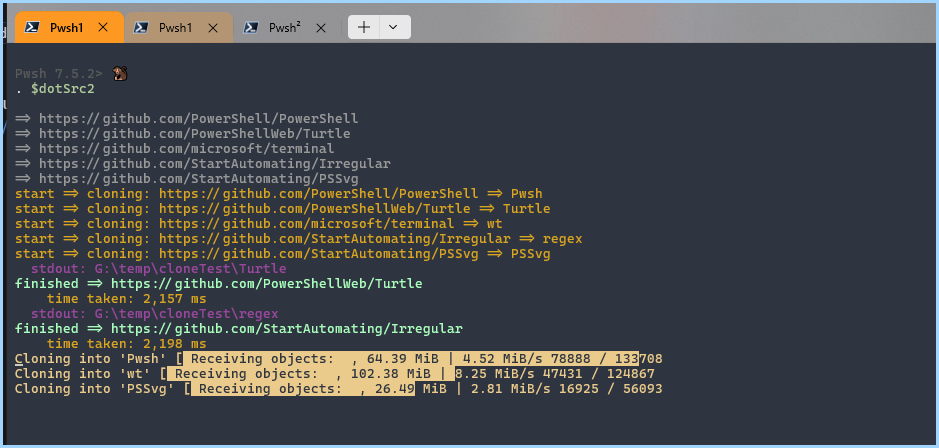 Pwsh1
Pwsh1
Pwsh²
Pwsh 7.5.2>
. $dotSrc2
=> https://github.com/PowerShell/PowerShell
=> https://github.com/PowerShellWeb/Turtle
=> https://github.com/microsoft/terminal
=> https://github.com/StartAutomating/Irregular
=> https://github.com/StartAutomating/PSSvg
start => cloning: https://github.com/PowerShell/PowerShell => Pwsh
start => cloning: https://github.com/PowerShellWeb/Turtle => Turtle
start => cloning: https://github.com/microsoft/terminal => wt
start => cloning: https://github.com/StartAutomating/Irregular => regex
start => cloning: https://github.com/StartAutomating/PSSvg => PSSvg
stdout: G:\temp\cloneTest\Turtle
finished => https://github.com/PowerShellWeb/Turtle
time taken: 2,157 ms
stdout: G:\temp\cloneTest\regex
finished => https://github.com/StartAutomating/Irregular
time taken: 2,198 ms
Cloning into 'Pwsh' [ Receiving objects:  , 64.39 MiB | 4.52 MiB/s 78888 / 133708
Cloning into 'wt' [ Receiving objects:  , 102.38 MiB | 8.25 MiB/s 47431 / 124867
Cloning into 'PSSvg' [ Receiving objects:  , 26.49 MiB | 2.81 MiB/s 16925 / 56093